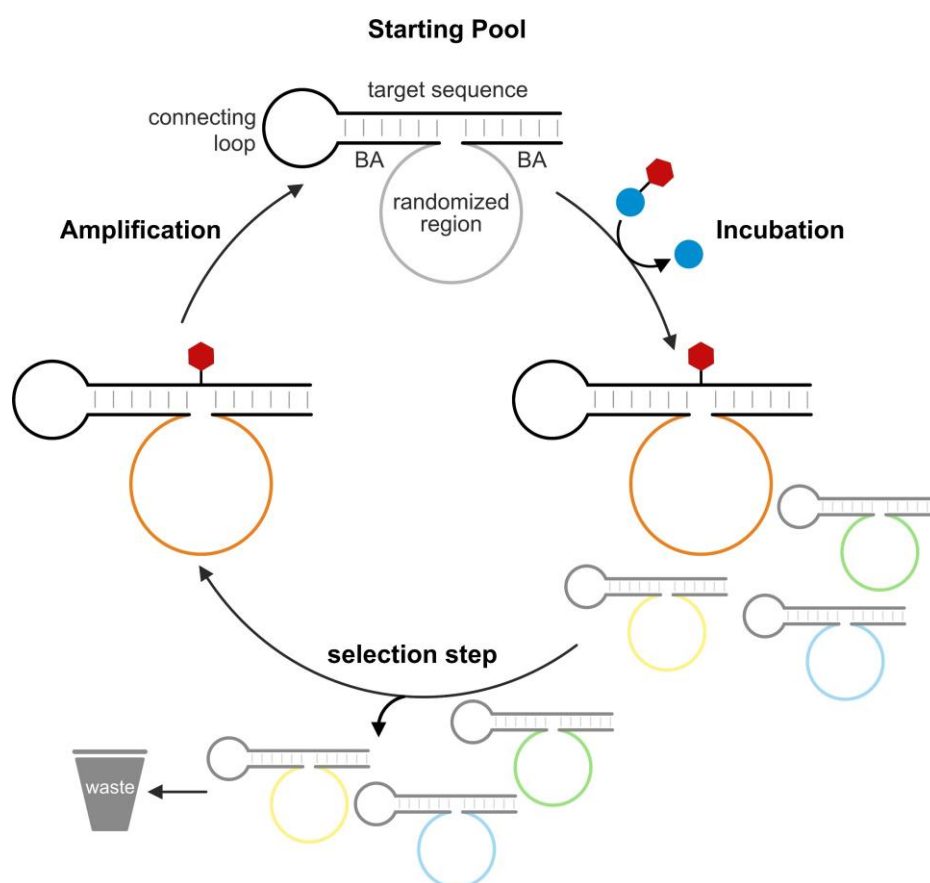 Starting Pool
target sequence
connecting
loop
BA
BA
randomized
region
Amplification
Incubation
selection step
waste